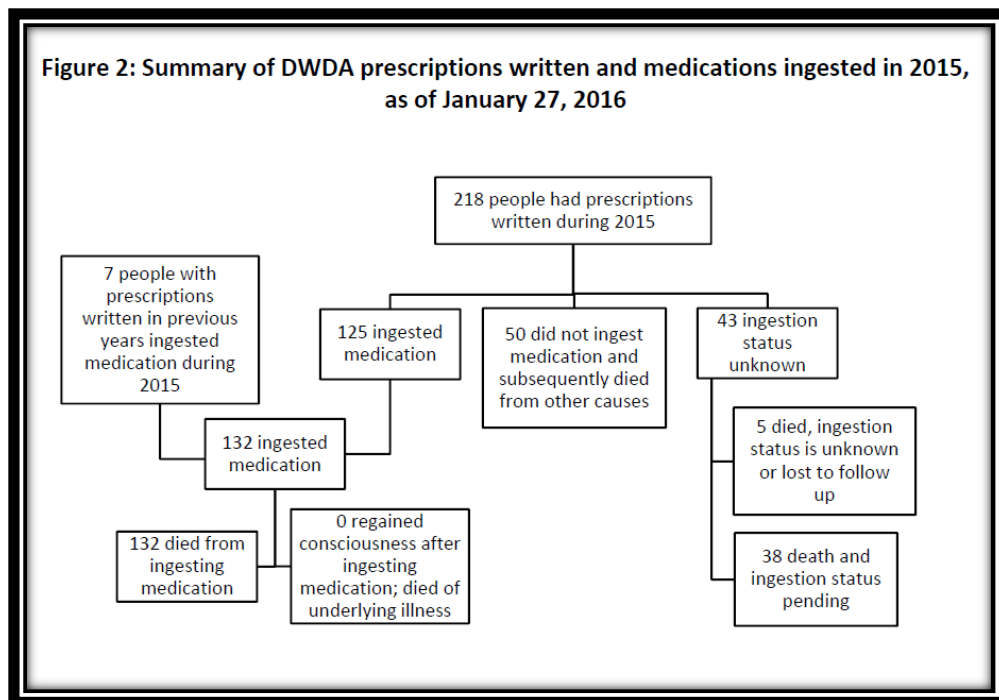 Figure 2: Summary of DWDA prescriptions written and medications ingested in 2015,
as of January 27, 2016
218 people had prescriptions
written during 2015
7 people with
prescriptions
written in previous
years ingested
medication during
2015
125 ingested
medication
50 did not ingest
medication and
subsequently died
from other causes
43 ingestion
status
unknown
132 ingested
medication
5 died, ingestion
status is unknown
or lost to follow
up
132 died from
ingesting
medication
0 regained
consciousness after
ingesting
medication; died of
underlying illness
38 death and
ingestion status
pending